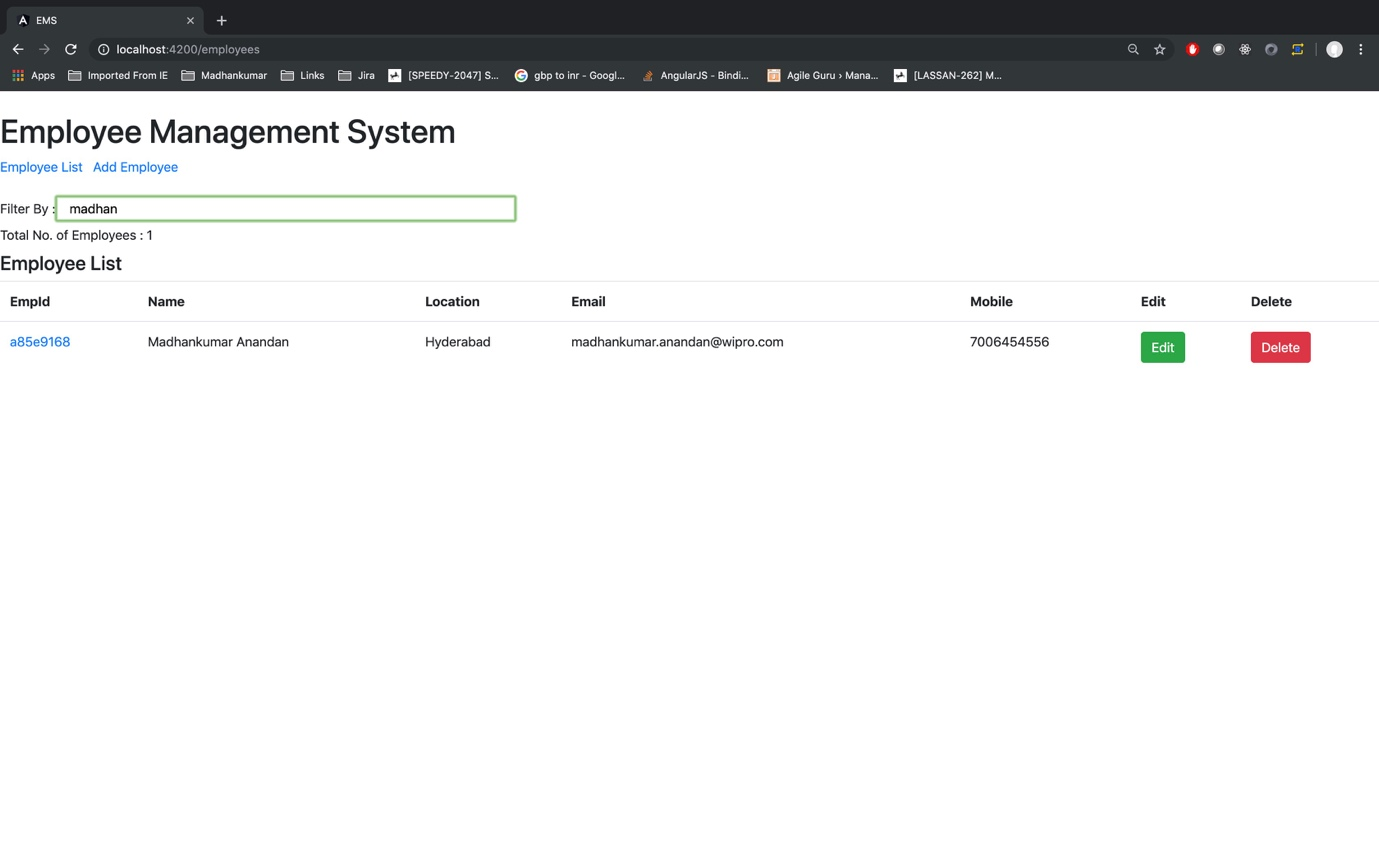 EMS
localhost:4200/employees
Apps Imported From IE Madhankumar Links Jira [SPEEDY-2047] S... gbp to inr - Googl... AngularJS - Bindi... Agile Guru › Mana... [LASSAN-262] M...
Employee Management System
Employee List Add Employee
Filter By : madhan
Total No. of Employees : 1
Employee List
EmpId Name Location Email Mobile Edit Delete
a85e9168 Madhankumar Anandan Hyderabad madhankumar.anandan@wipro.com 7006454556 Edit Delete